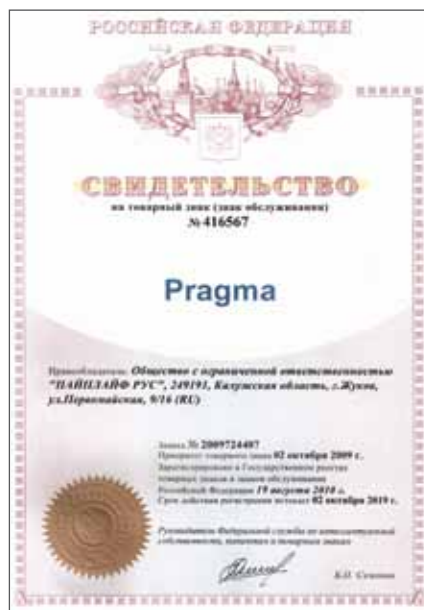 РОССИЙСКАЯ ФЕДЕРАЦИЯ
СВИДЕТЕЛЬСТВО
на товарный знак (знак обслуживания)
№ 416567
Pragma
Правообладатель: Общество с ограниченной ответственностью
"ПАЙПЛАЙФ РУС", 249191, Калужская область, г.Жуков,
ул.Первомайская, 9/16 (RU)
Заявка № 2009724407
Приоритет товарного знака 02 октября 2009 г.
Зарегистрировано в Государственном реестре
товарных знаков и знаков обслуживания
Российской Федерации 19 августа 2010 г.
Срок действия регистрации истекает 02 октября 2019 г.
Руководитель Федеральной службы по интеллектуальной
собственности, патентам и товарным знакам
Б.П. Симонов